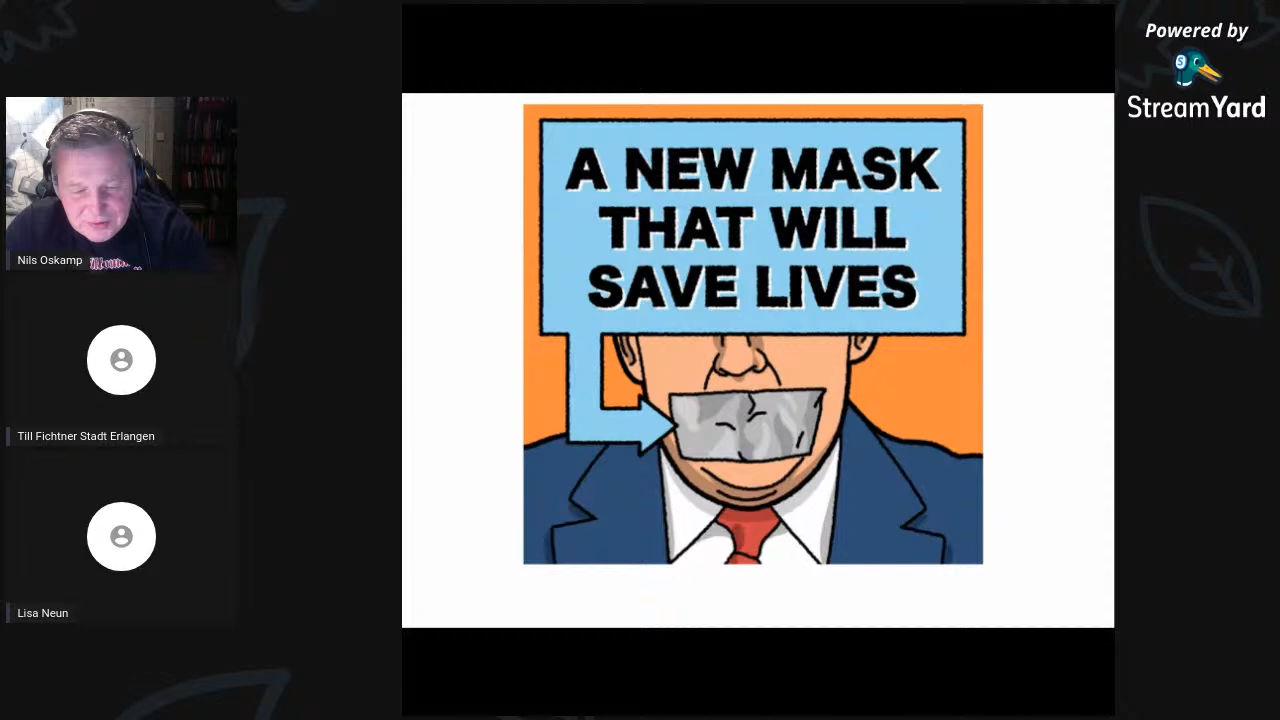 Powered by
StreamYard
A NEW MASK
THAT WILL
SAVE LIVES
Nils Oskamp
Till Fichtner Stadt Erlangen
Lisa Neun